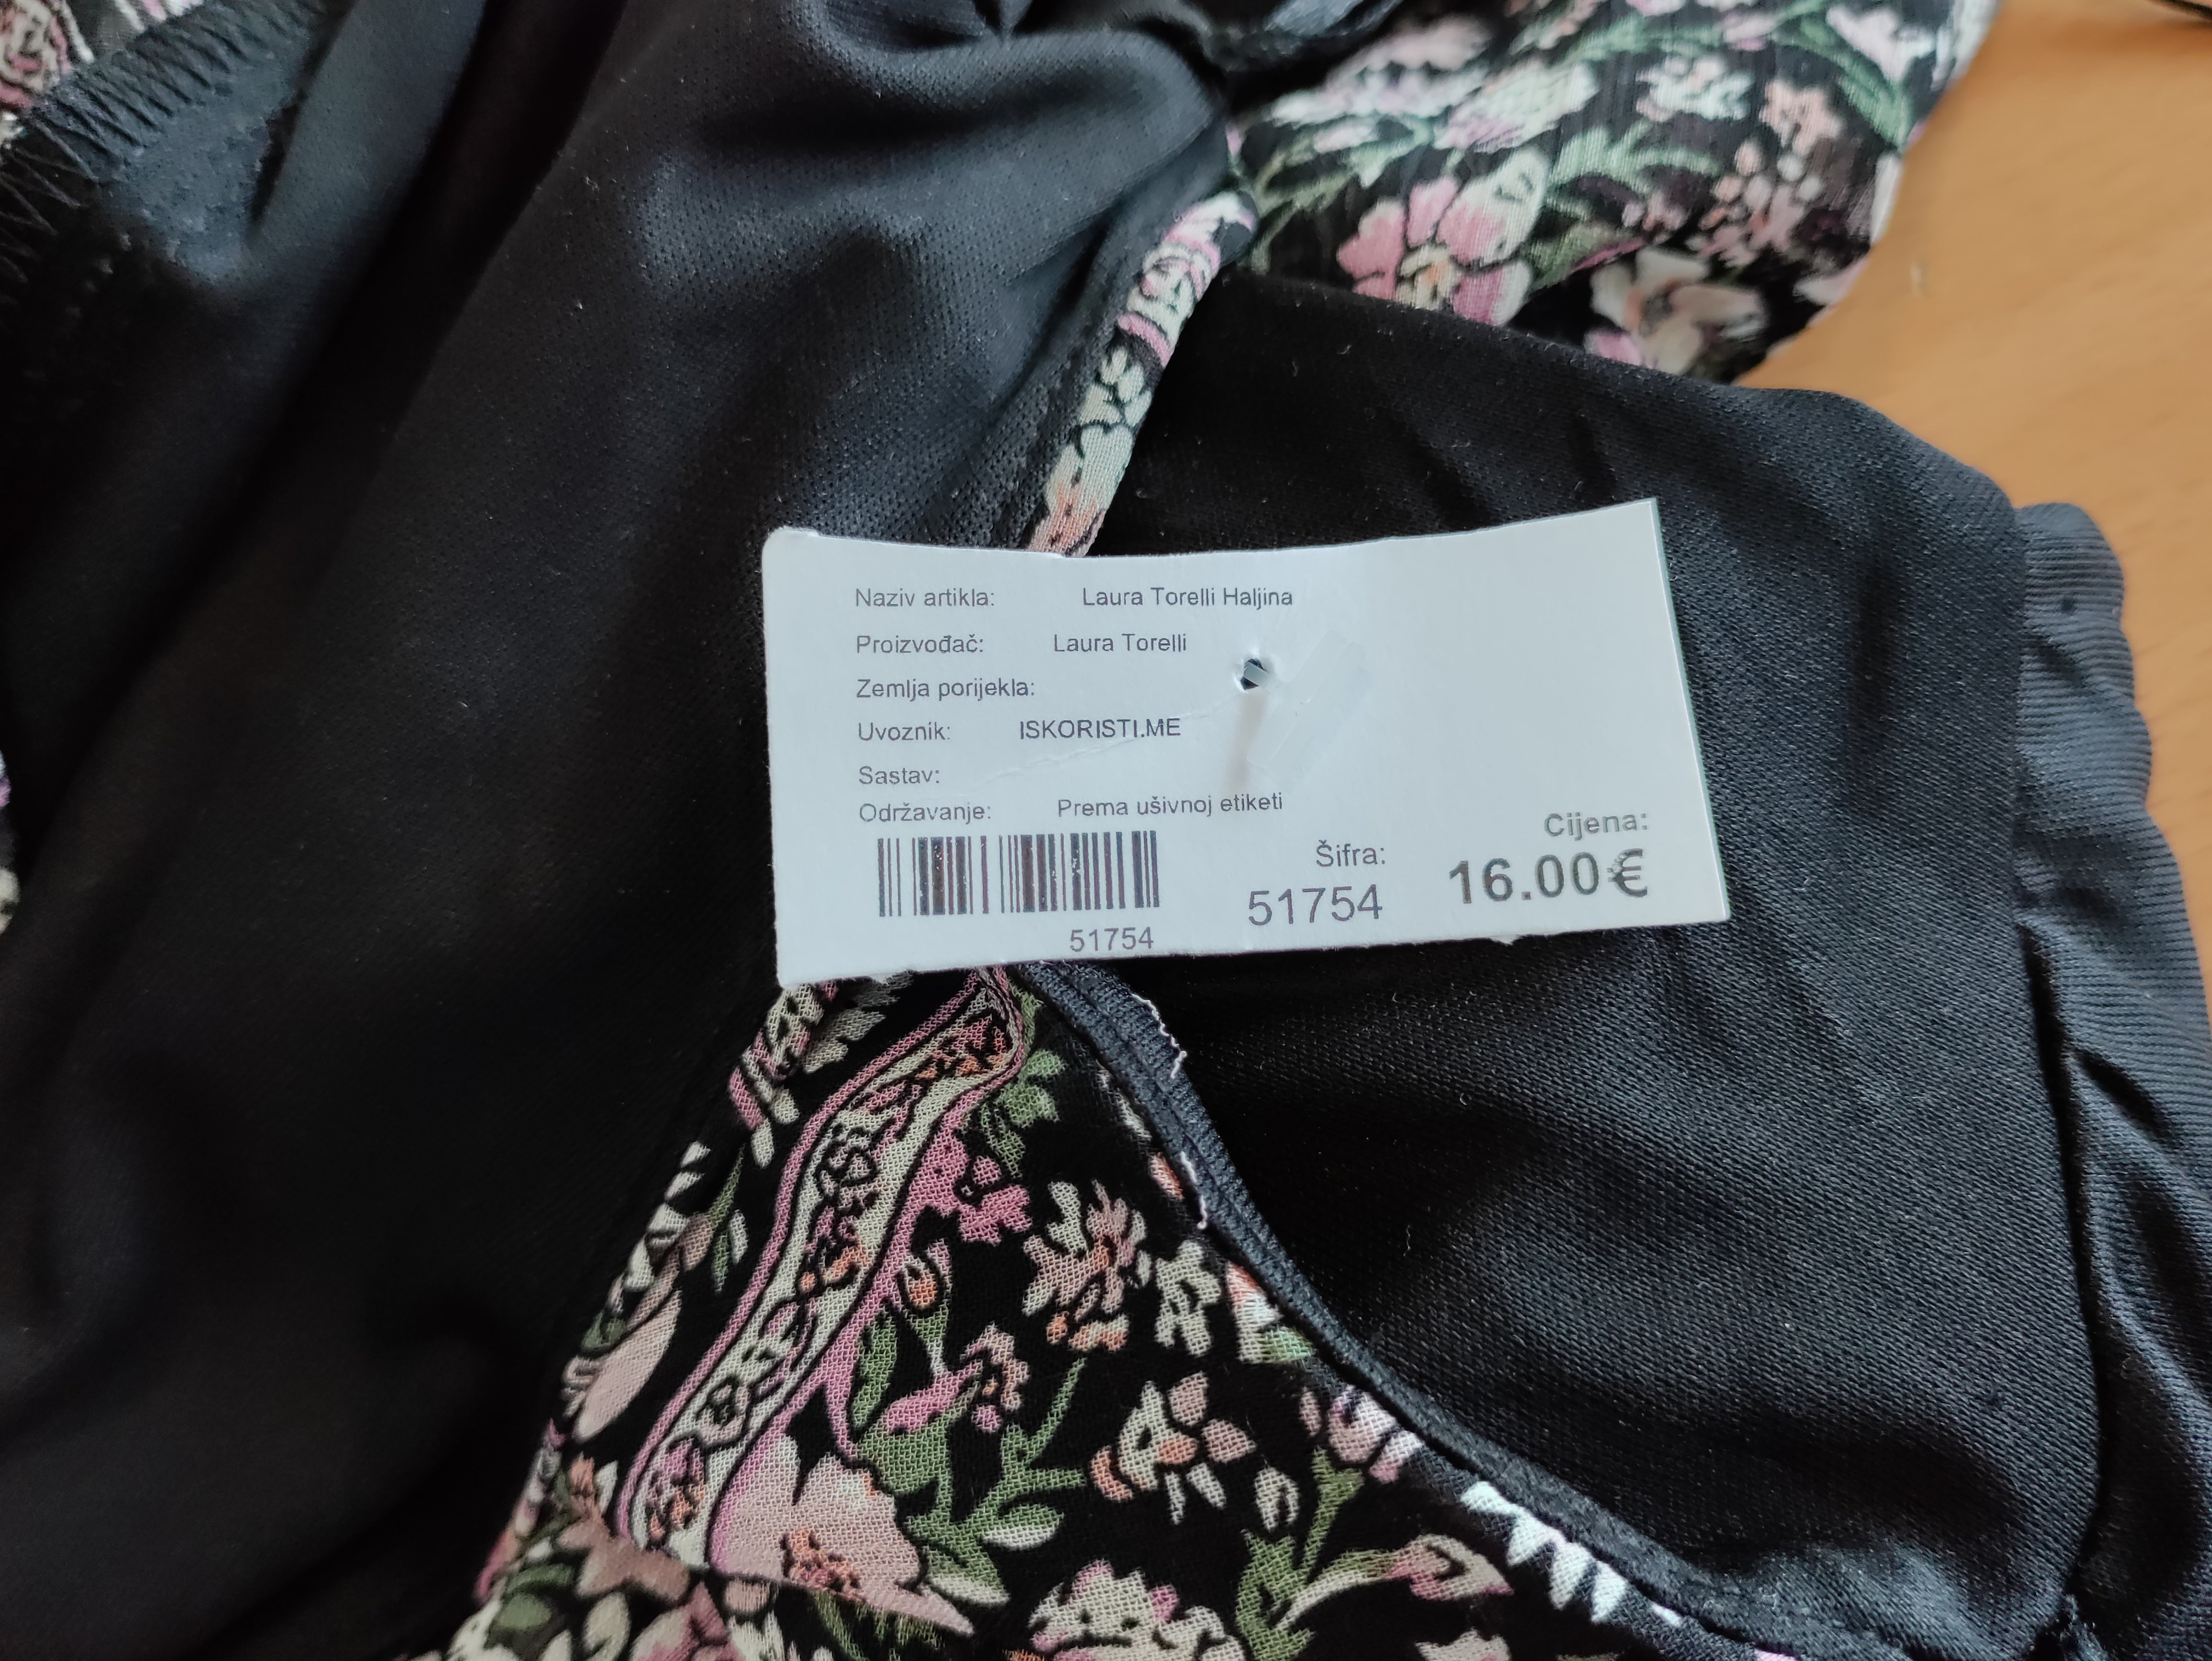 Naziv artikla: Laura Torelli Haljina
Proizvođač: Laura Torelli
Zemlja porijekla:
Uvoznik: ISKORISTI.ME
Sastav:
Održavanje: Prema ušivnoj etiketi
51754
Šifra:
51754
Cijena:
16.00€